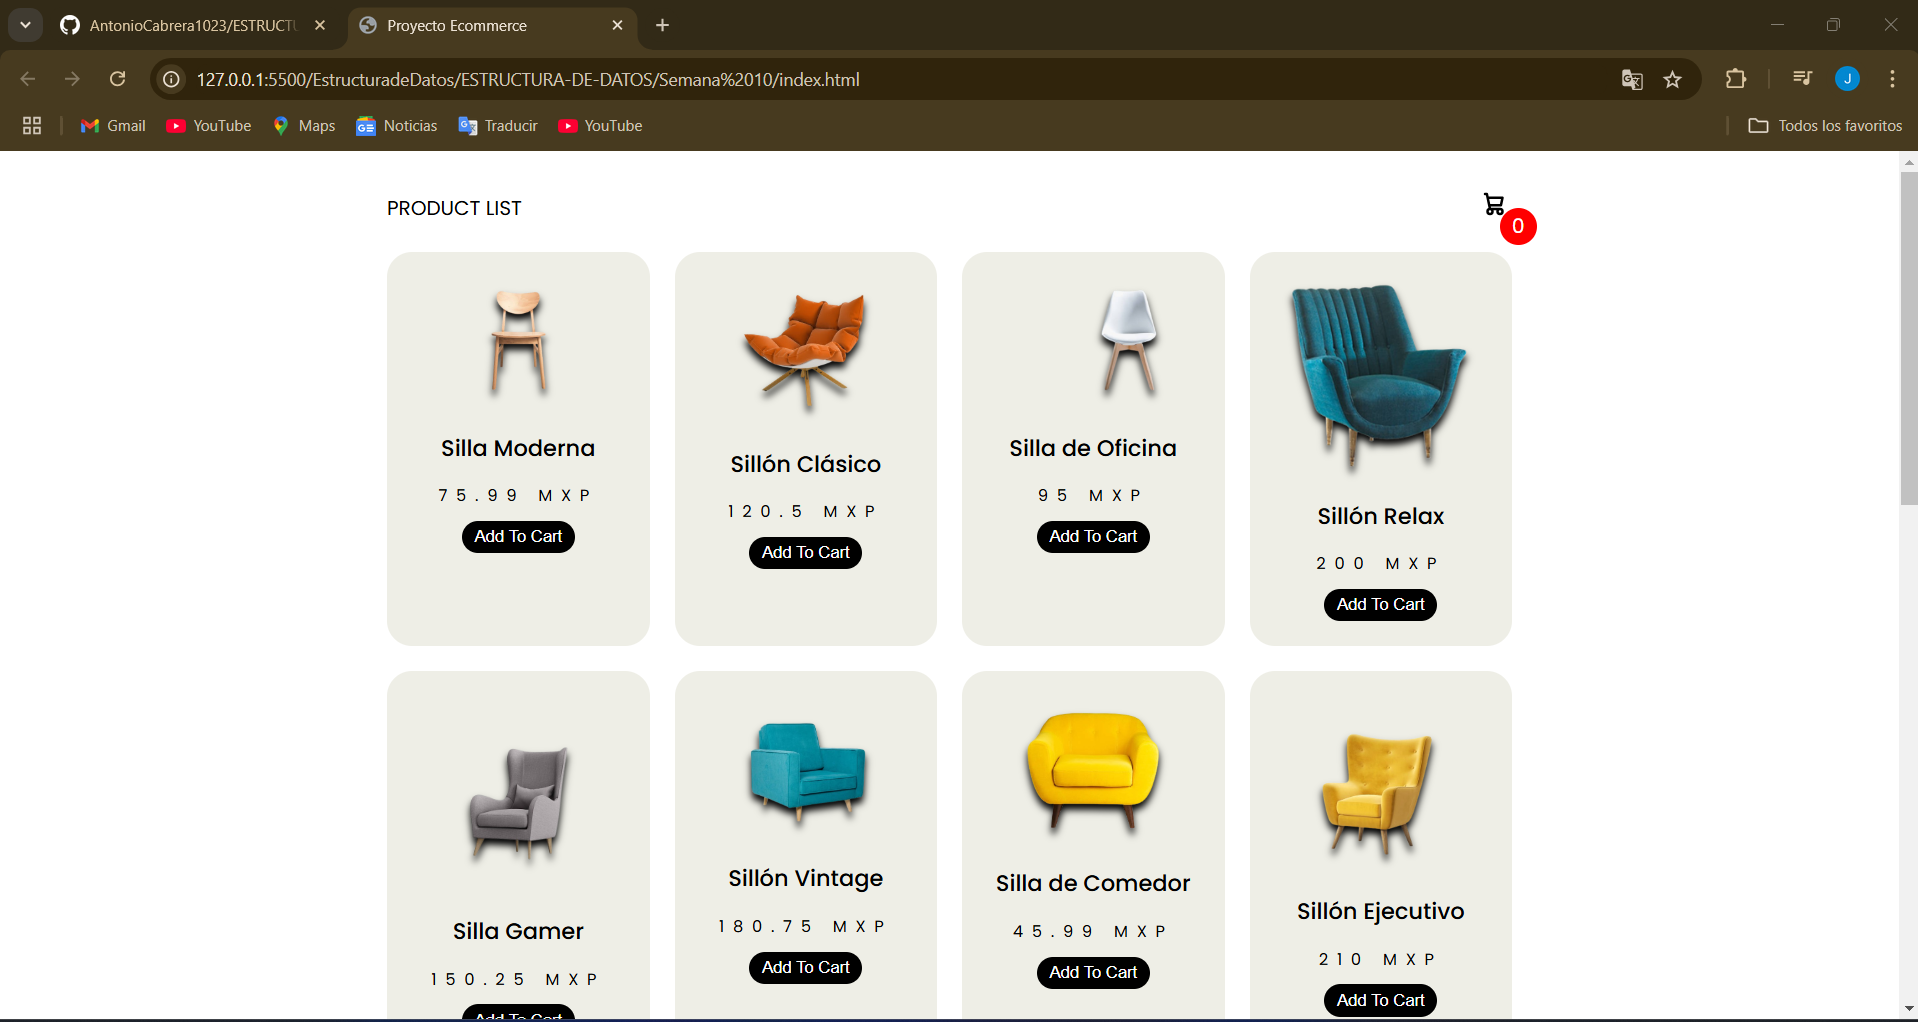 AntonioCabrera1023/ESTRUCTU
Proyecto Ecommerce
127.0.0.1:5500/EstructuradeDatos/ESTRUCTURA-DE-DATOS/Semana%2010/index.html
J
Gmail
YouTube
Maps
Noticias
Traducir
YouTube
Todos los favoritos
PRODUCT LIST
0
Silla Moderna
75.99 MXP
Add To Cart
Sillón Clásico
120.5 MXP
Add To Cart
Silla de Oficina
95 MXP
Add To Cart
Sillón Relax
200 MXP
Add To Cart
Silla Gamer
150.25 MXP
Add To Cart
Sillón Vintage
180.75 MXP
Add To Cart
Silla de Comedor
45.99 MXP
Add To Cart
Sillón Ejecutivo
210 MXP
Add To Cart